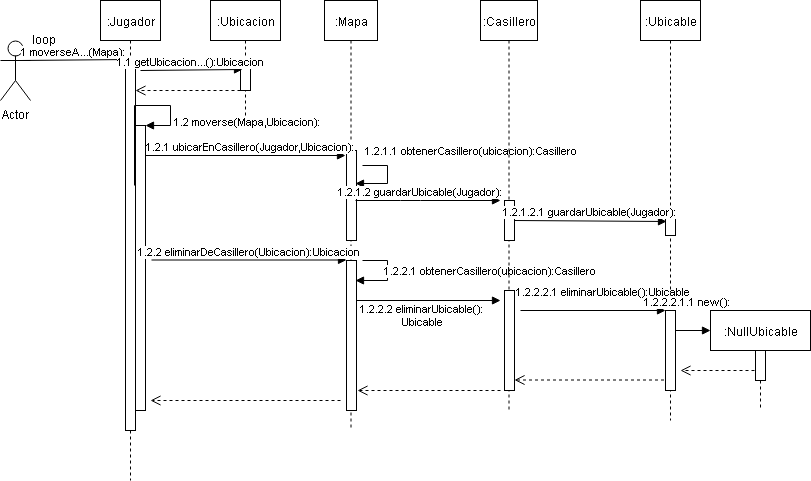 :Jugador
:Ubicacion
:Mapa
:Casillero
:Ubicable
loop
1 moverseA...(Mapa):
1.1 getUbicacion...():Ubicacion
Actor
1.2 moverse(Mapa,Ubicacion):
1.2.1 ubicarEnCasillero(Jugador,Ubicacion):
1.2.1.1 obtenerCasillero(ubicacion):Casillero
1.2.1.2 guardarUbicable(Jugador):
1.2.1.2.1 guardarUbicable(Jugador):
1.2.2 eliminarDeCasillero(Ubicacion):Ubicacion
1.2.2.1 obtenerCasillero(ubicacion):Casillero
1.2.2.2.1 eliminarUbicable():Ubicable
1.2.2.2.1.1 new():
1.2.2.2 eliminarUbicable():
Ubicable
:NullUbicable